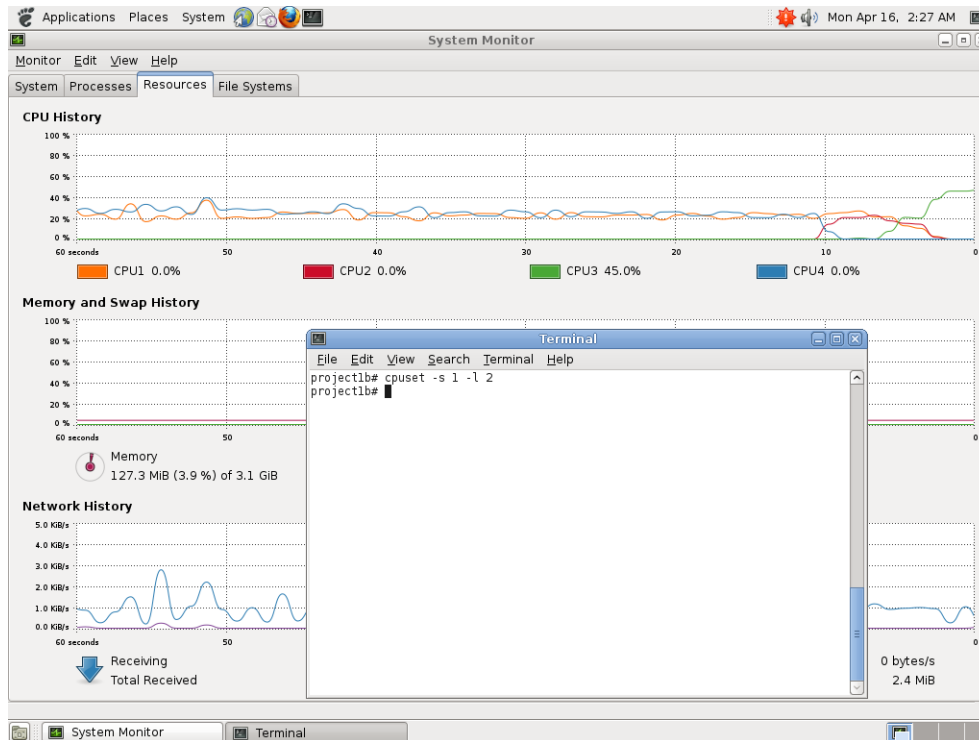 Applications Places System Mon Apr 16, 2:27 AM
System Monitor
Monitor Edit View Help
System Processes Resources File Systems
CPU History
100 %
80 %
60 %
40 %
20 %
0 %
60 seconds 50 40 30 20 10 0
CPU1 0.0% CPU2 0.0% CPU3 45.0% CPU4 0.0%
Memory and Swap History
100 %
80 %
60 %
40 %
20 %
0 %
60 seconds 50 0
Memory
127.3 MiB (3.9 %) of 3.1 GiB
Terminal
File Edit View Search Terminal Help
project1b# cpuset -s 1 -l 2
project1b#
Network History
5.0 KiB/s
4.0 KiB/s
3.0 KiB/s
2.0 KiB/s
1.0 KiB/s
0.0 KiB/s
60 seconds 50 0
Receiving 0 bytes/s
Total Received 2.4 MiB
System Monitor Terminal